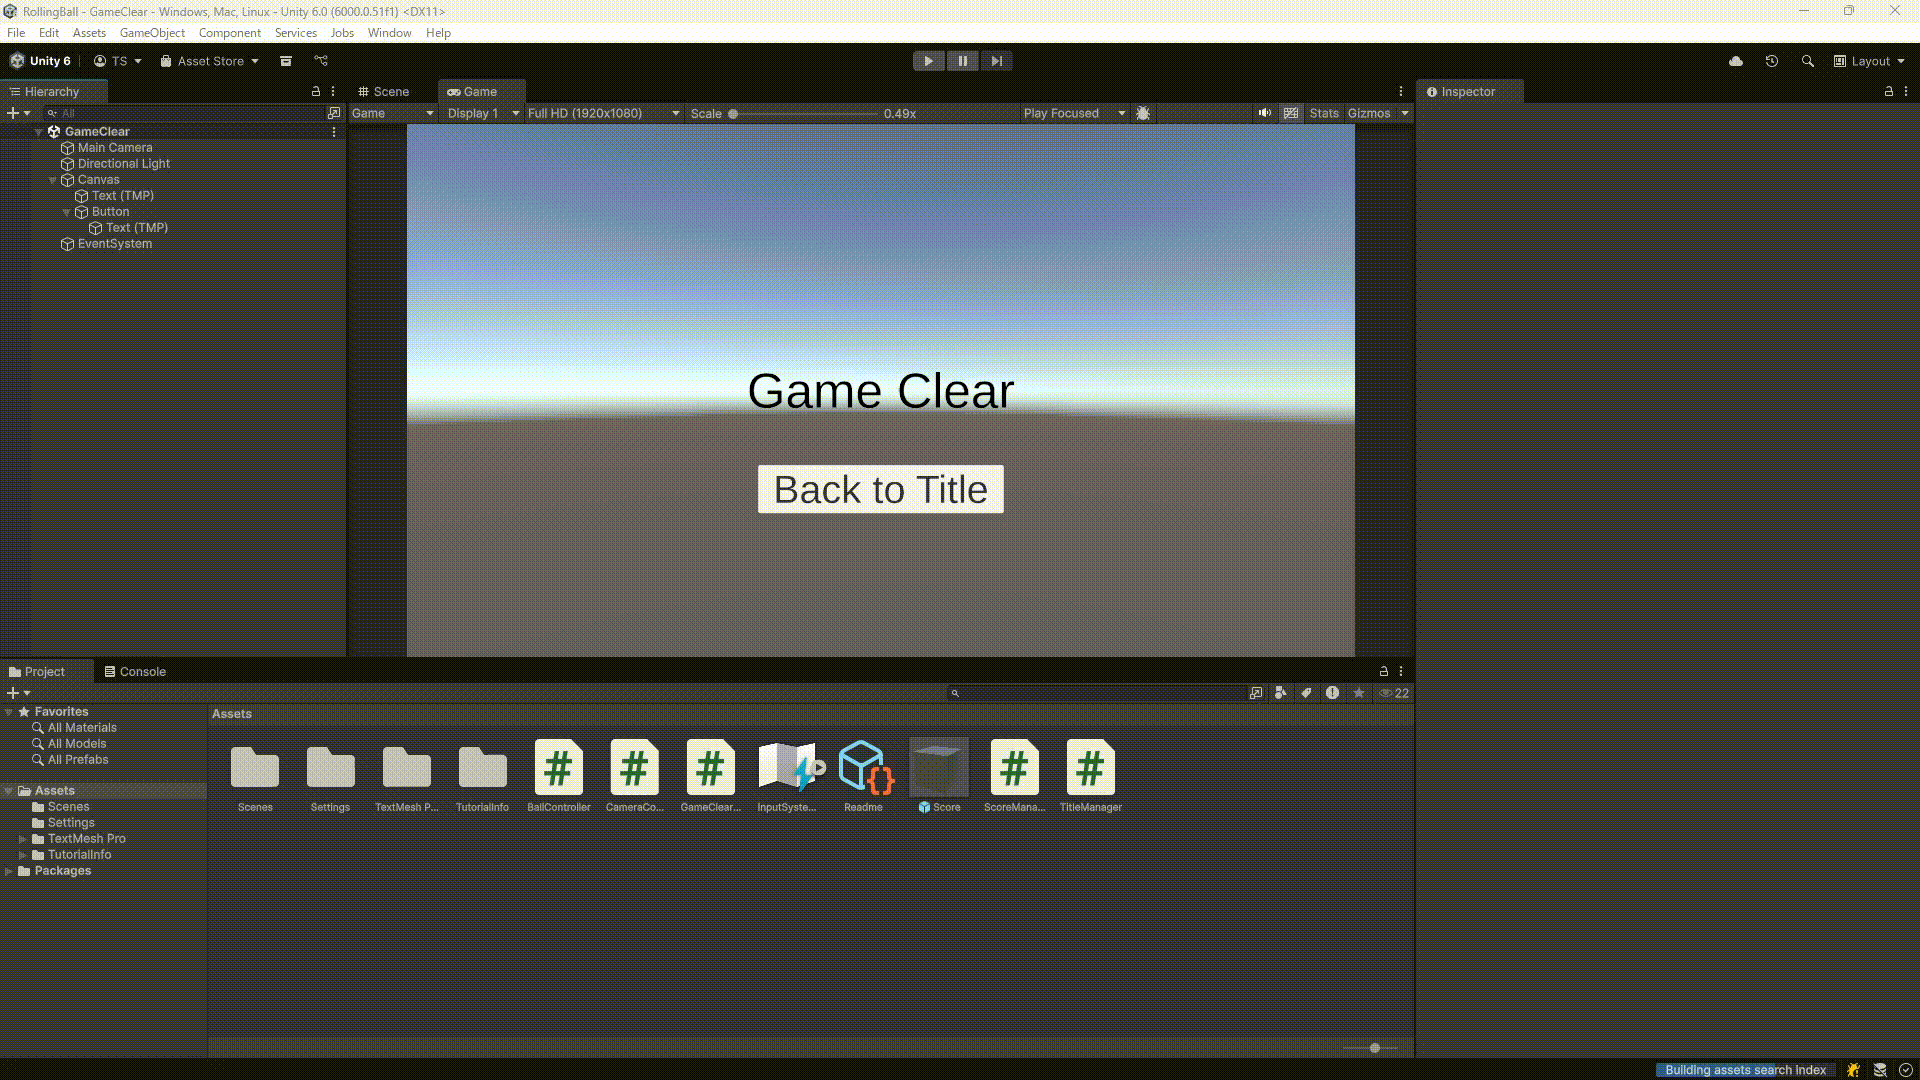 RollingBall - GameClear - Windows, Mac, Linux - Unity 6.0 (6000.0.51f1) <DX11>
File Edit Assets GameObject Component Services Jobs Window Help
Unity 6 TS Asset Store Layout
Hierarchy
All
GameClear
Main Camera
Directional Light
Canvas
Text (TMP)
Button
Text (TMP)
EventSystem
Scene Game
Game Display 1 Full HD (1920x1080) Scale 0.49x Play Focused Stats Gizmos
Game Clear
Back to Title
Inspector
Project Console
22
Favorites
All Materials
All Models
All Prefabs
Assets
Scenes
Settings
TextMesh Pro
TutorialInfo
Packages
Assets
Scenes Settings TextMesh P... TutorialInfo BallController CameraCo... GameClear... InputSyste... Readme Score ScoreMana... TitleManager
Building assets search index